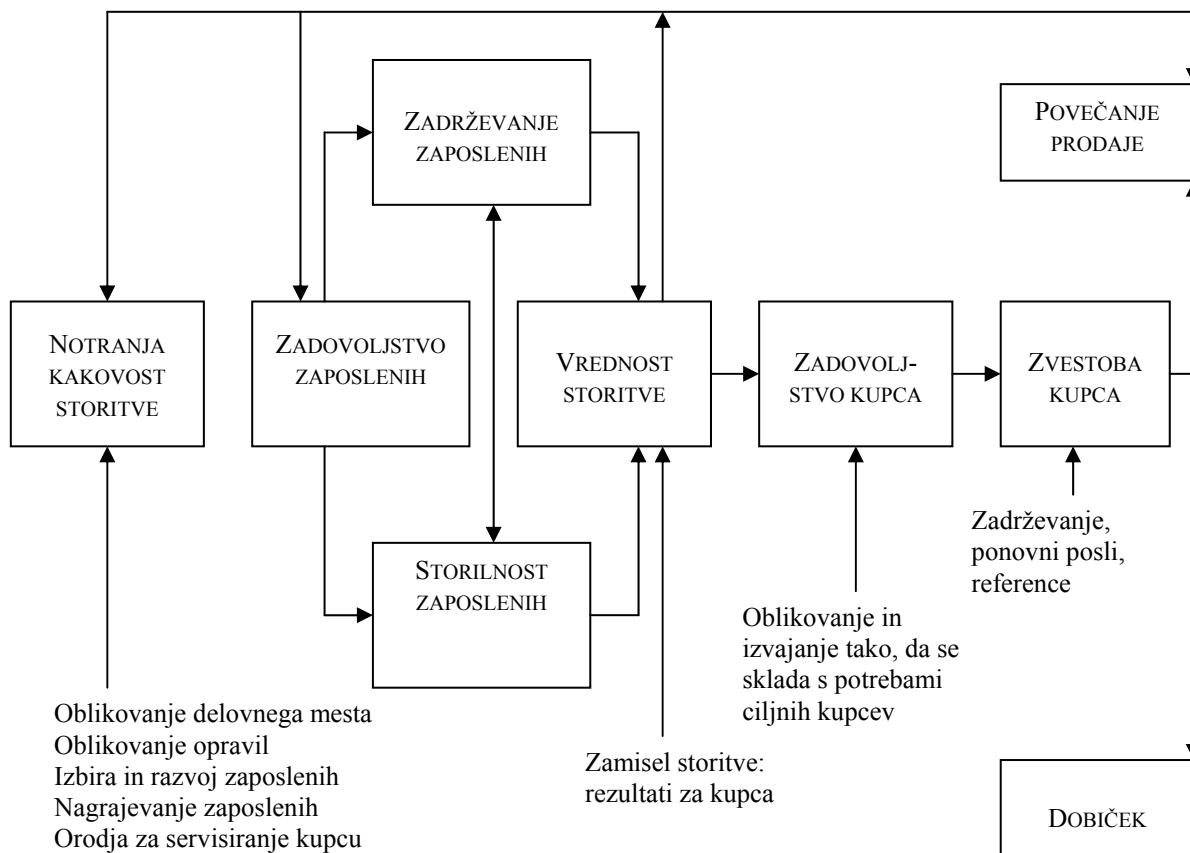 ZADRŽEVANJE
ZAPOSLENIH
POVEČANJE
PRODAJE
NOTRANJA
KAKOVOST
STORITVE
ZADOVOLJSTVO
ZAPOSLENIH
VREDNOST
STORITVE
ZADOVOLJ-
STVO KUPCA
ZVESTOBA
KUPCA
STORILNOST
ZAPOSLENIH
Zadrževanje,
ponovni posli,
reference
Oblikovanje in
izvajanje tako, da se
sklada s potrebami
ciljnih kupcev
Oblikovanje delovnega mesta
Oblikovanje opravil
Izbira in razvoj zaposlenih
Nagrajevanje zaposlenih
Orodja za servisiranje kupcu
Zamisel storitve:
rezultati za kupca
DOBIČEK